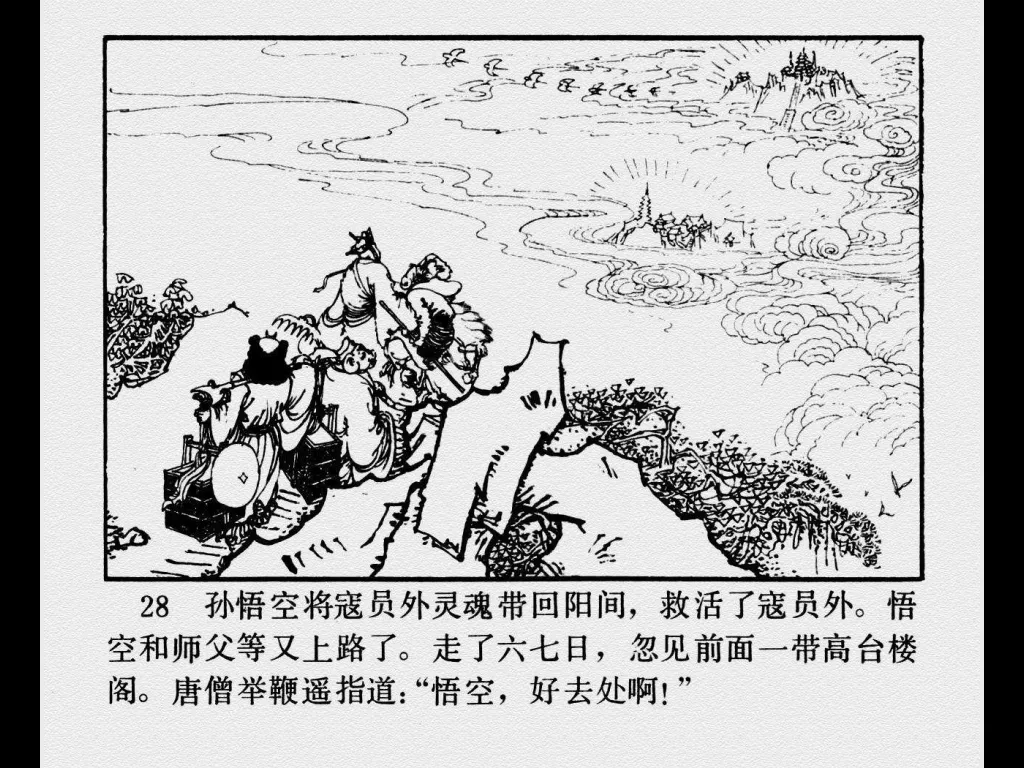 28 孙悟空将寇员外灵魂带回阳间，救活了寇员外。悟
空和师父等又上路了。走了六七日，忽见前面一带高台楼
阁。唐僧举鞭遥指道：“悟空，好去处啊！”